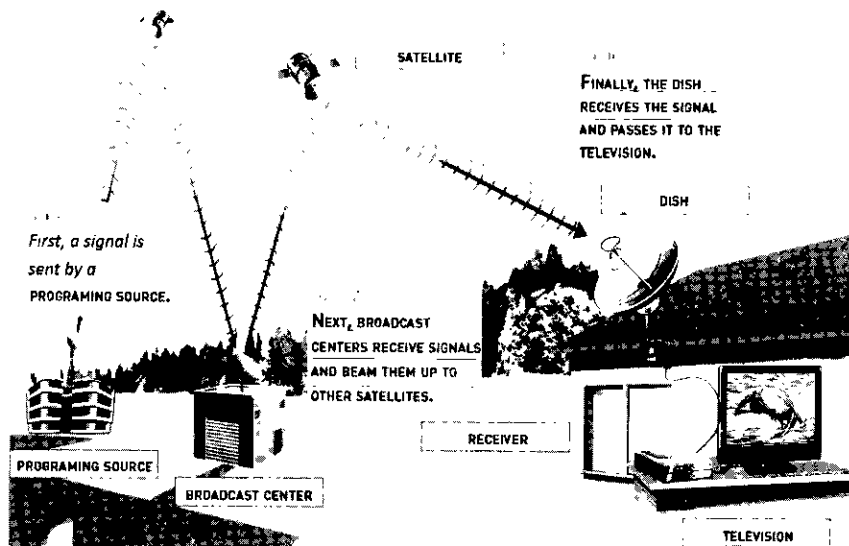 SATELLITE
FINALLY, THE DISH
RECEIVES THE SIGNAL
AND PASSES IT TO THE
TELEVISION.
DISH
First, a signal is
sent by a
PROGRAMING SOURCE.
NEXT, BROADCAST
CENTERS RECEIVE SIGNALS
AND BEAM THEM UP TO
OTHER SATELLITES.
RECEIVER
PROGRAMING SOURCE
BROADCAST CENTER
TELEVISION